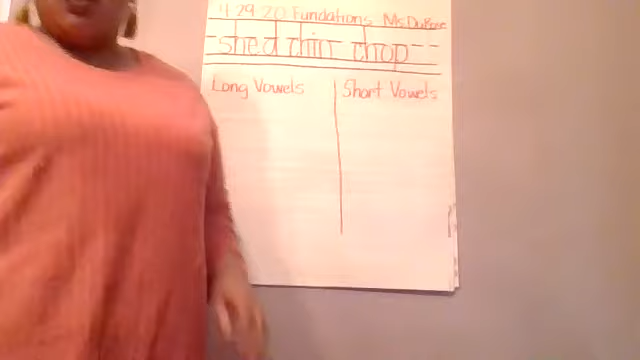 4 29 20 Fundations Ms. DuBose
shed chin chop
Long Vowels Short Vowels